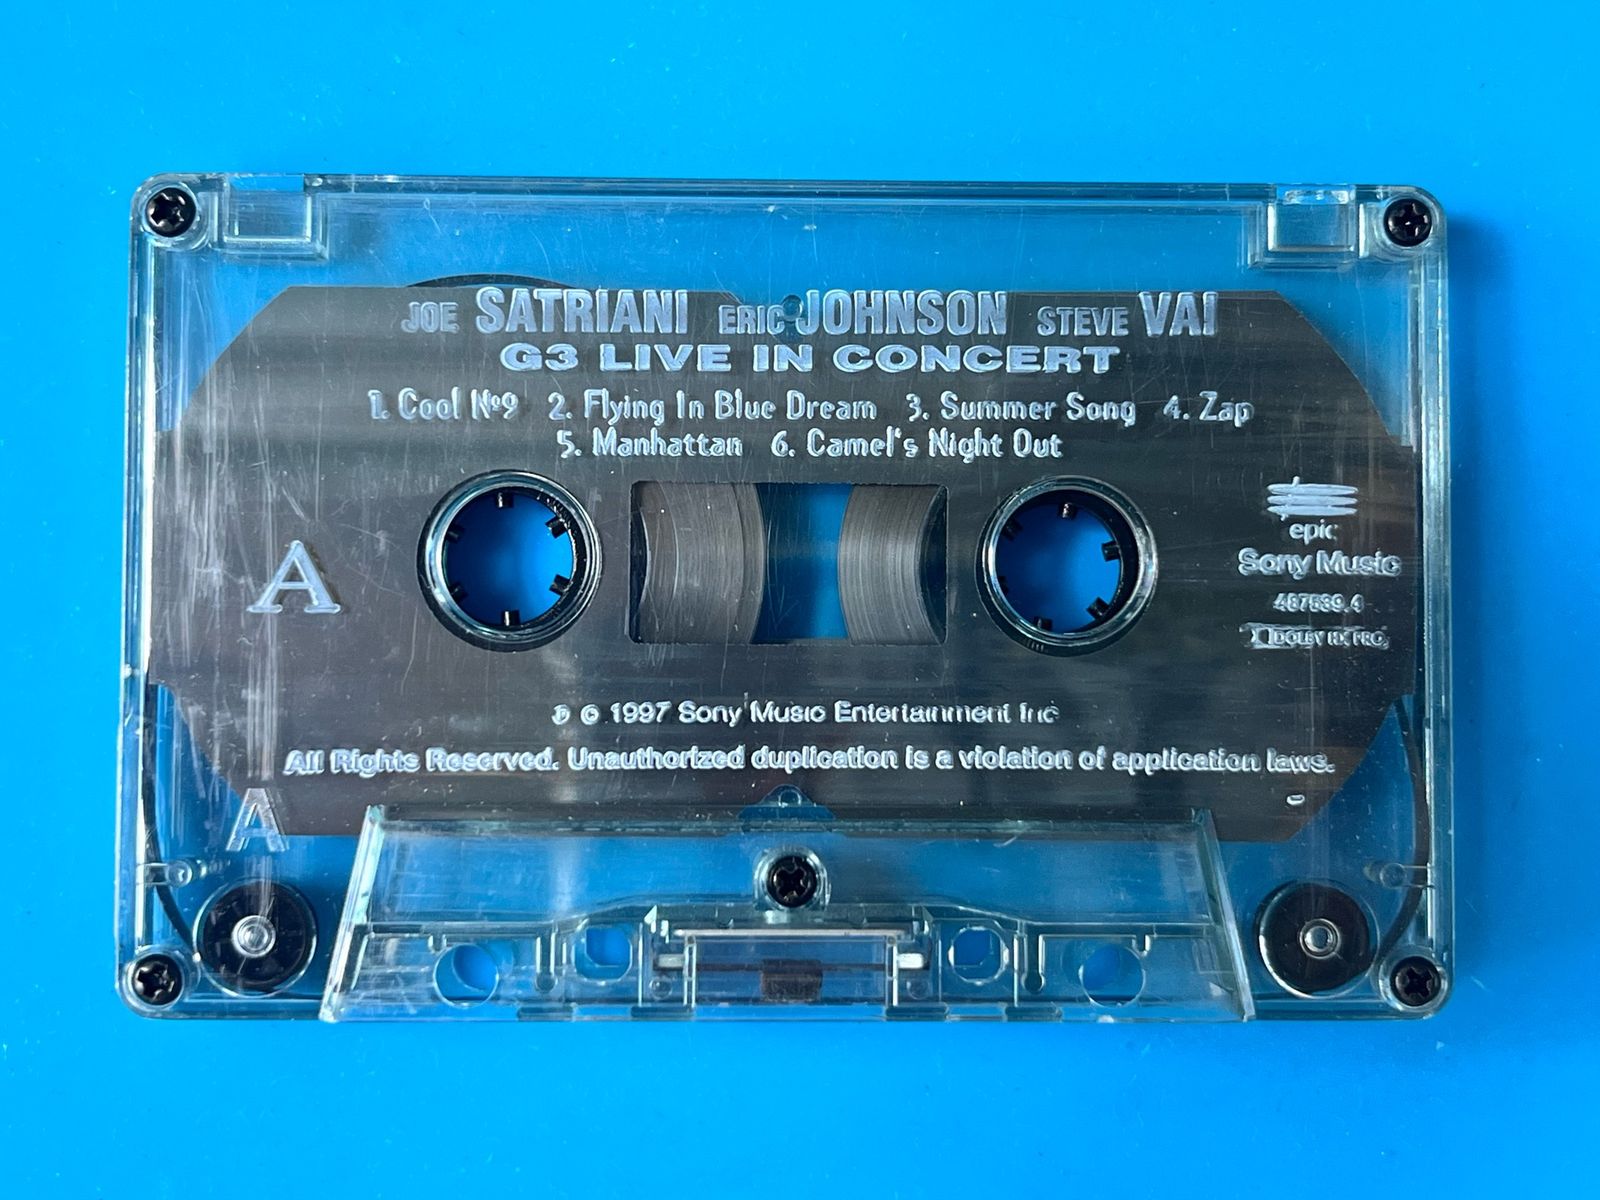 JOE SATRIANI ERIC JOHNSON STEVE VAI
G3 LIVE IN CONCERT
1. Cool №9 2. Flying In Blue Dream 3. Summer Song 4. Zap
5. Manhattan 6. Camel's Night Out
A
epic
Sony Music
487539.4
DOLBY HX PRO
℗ © 1997 Sony Music Entertainment Inc
All Rights Reserved. Unauthorized duplication is a violation of application laws.
A